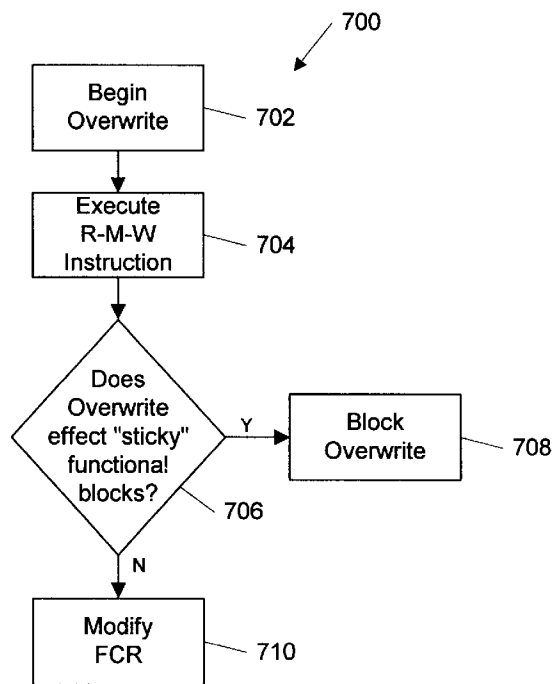 700
Begin
Overwrite
702
Execute
R-M-W
Instruction
704
Does
Overwrite
effect "sticky"
functional
blocks?
706
Y
Block
Overwrite
708
N
Modify
FCR
710